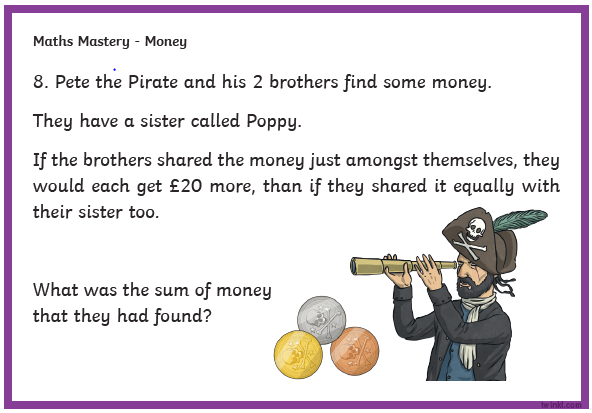 Maths Mastery - Money
8. Pete the Pirate and his 2 brothers find some money.
They have a sister called Poppy.
If the brothers shared the money just amongst themselves, they
would each get £20 more, than if they shared it equally with
their sister too.
What was the sum of money
that they had found?
twinkl.com